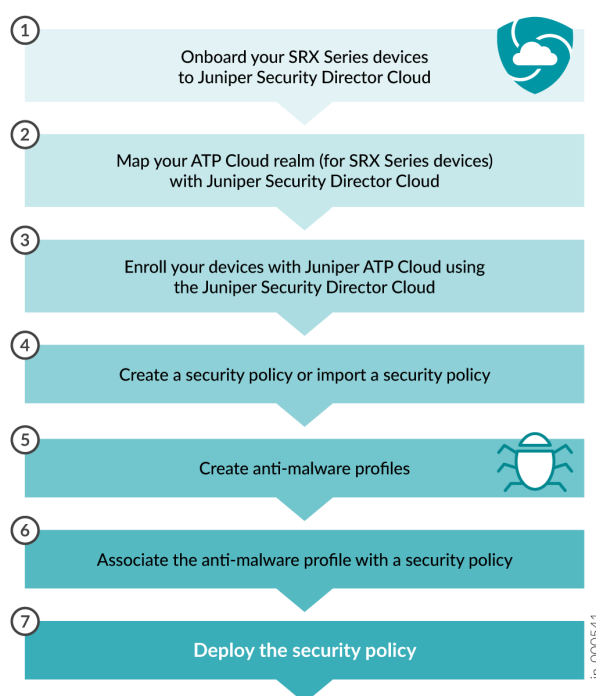 1
Onboard your SRX Series devices
to Juniper Security Director Cloud
2
Map your ATP Cloud realm (for SRX Series devices)
with Juniper Security Director Cloud
3
Enroll your devices with Juniper ATP Cloud using
the Juniper Security Director Cloud
4
Create a security policy or import a security policy
5
Create anti-malware profiles
6
Associate the anti-malware profile with a security policy
7
Deploy the security policy